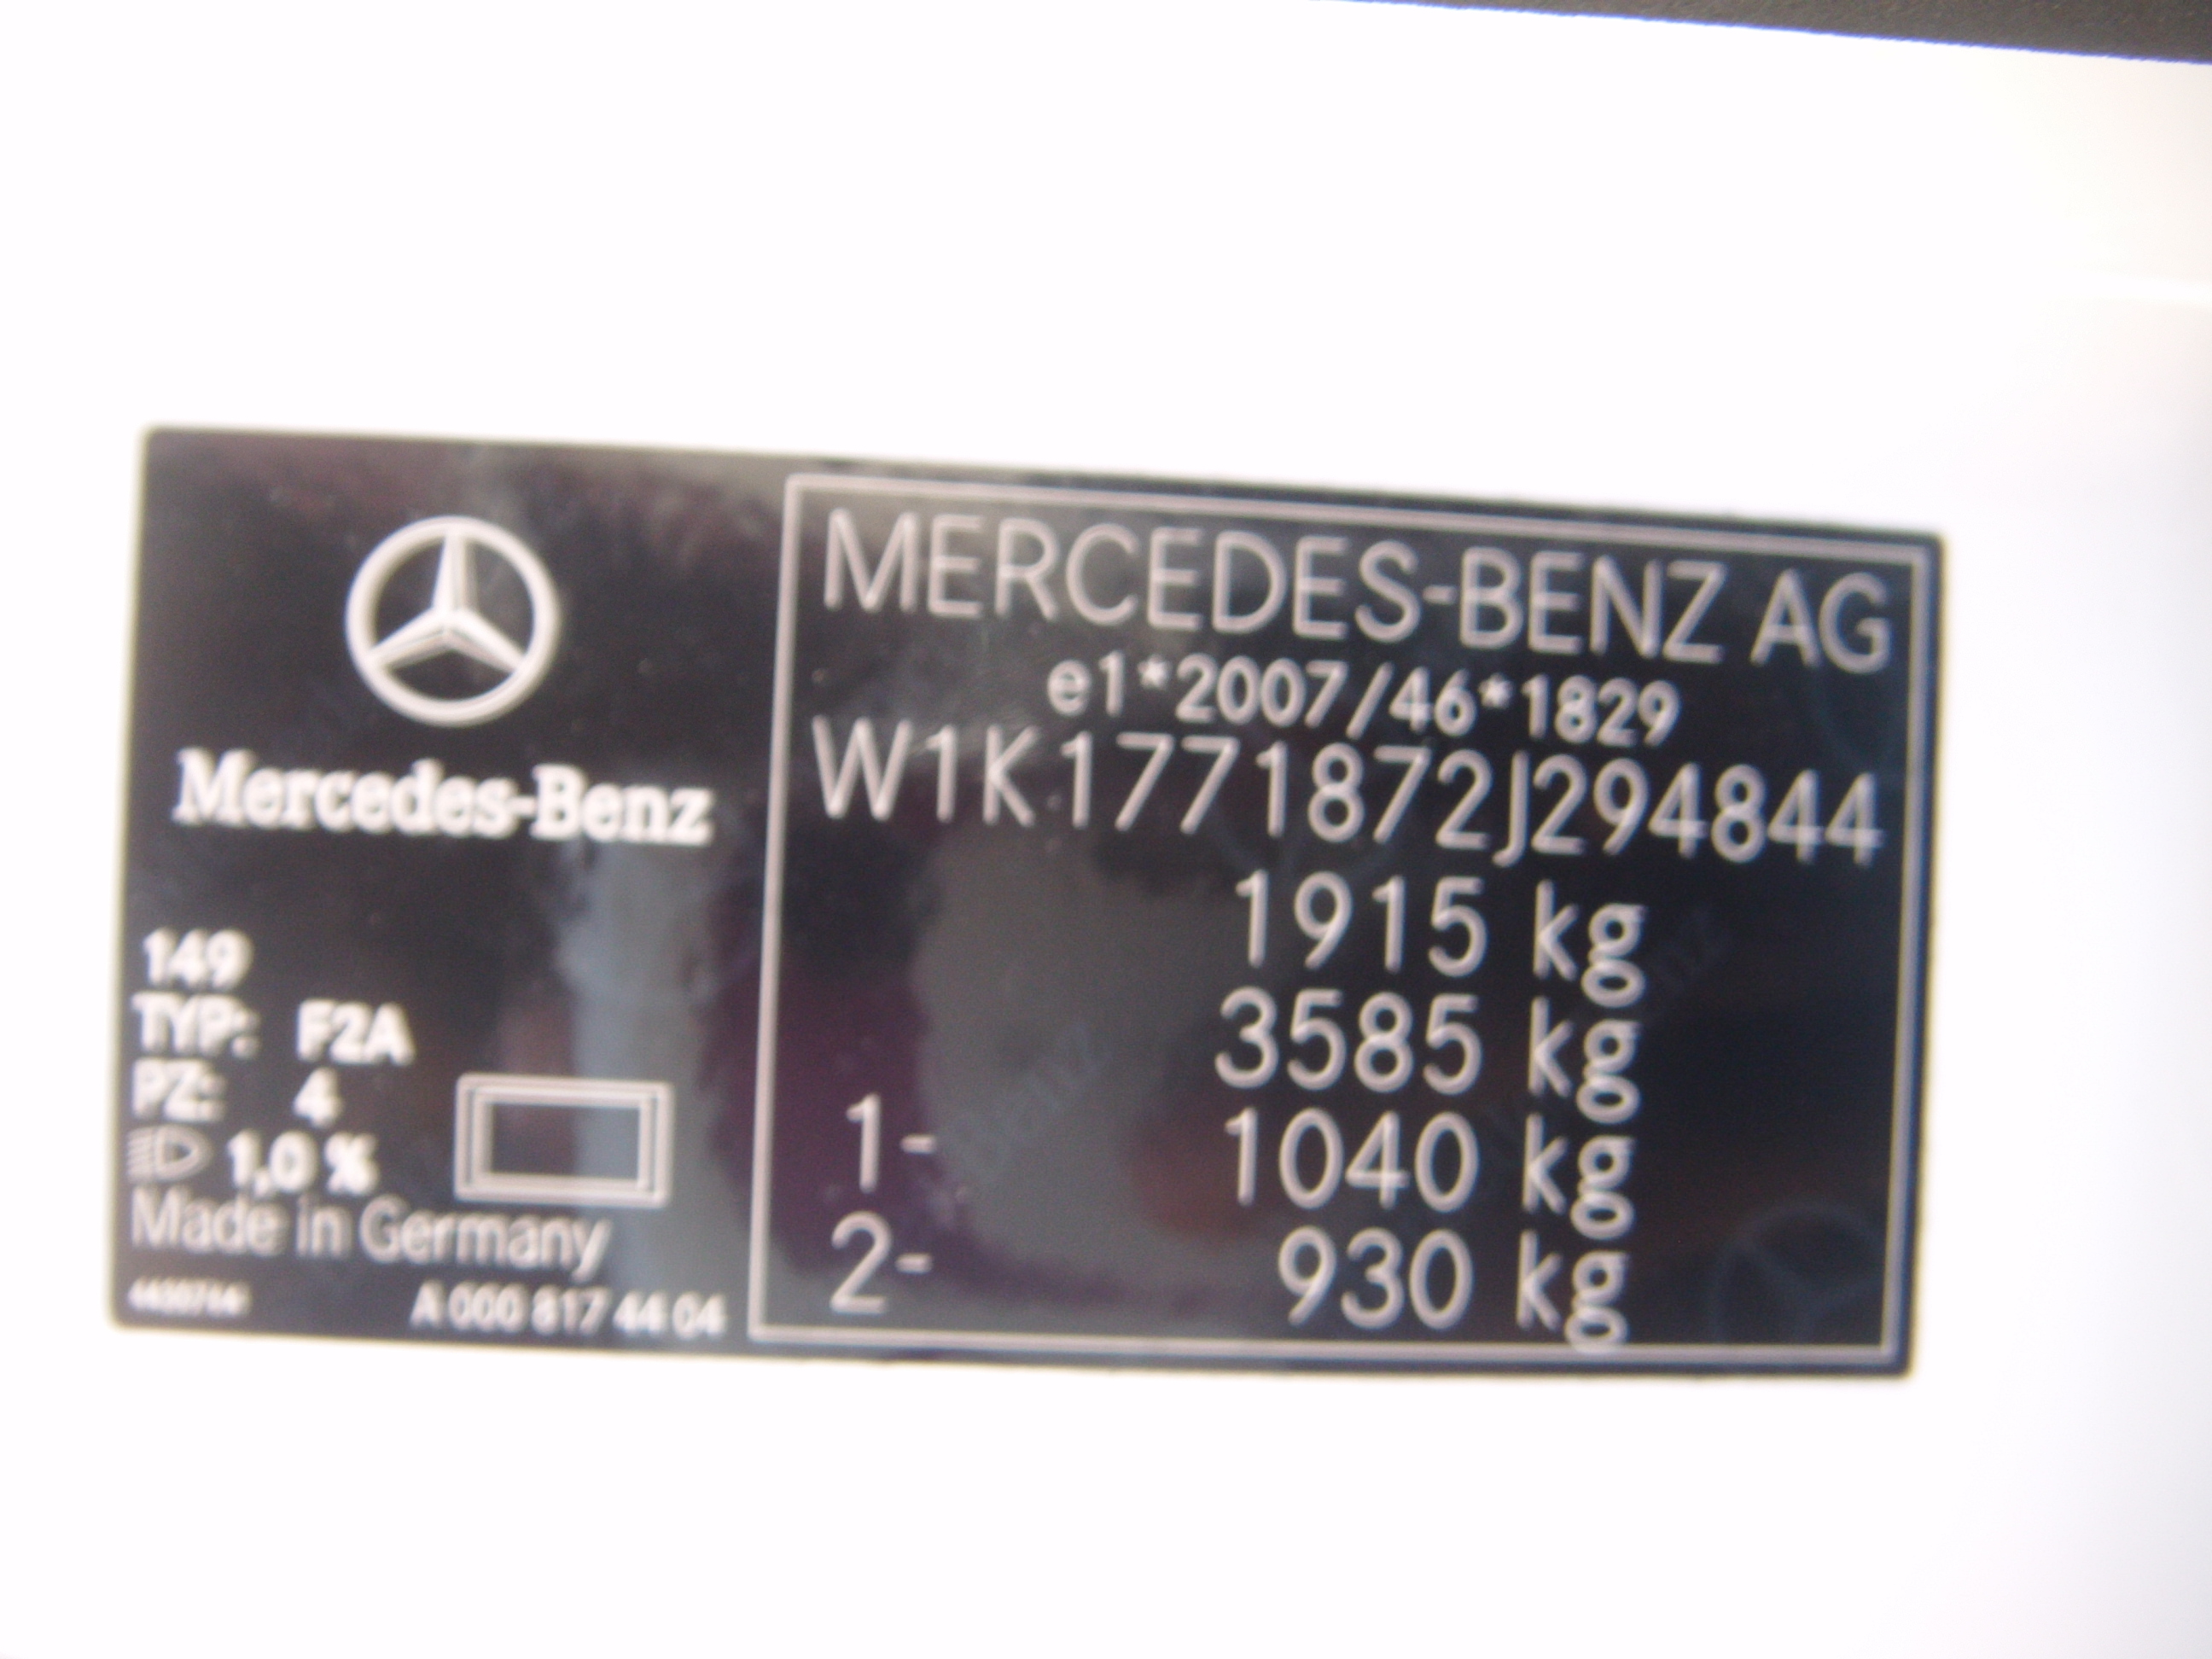 Mercedes-Benz
149
TYP: F2A
PZ: 4
1,0 %
Made in Germany
A 000 817 44 04
MERCEDES-BENZ AG
e1*2007/46*1829
W1K1771872J294844
1915 kg
3585 kg
1- 1040 kg
2- 930 kg